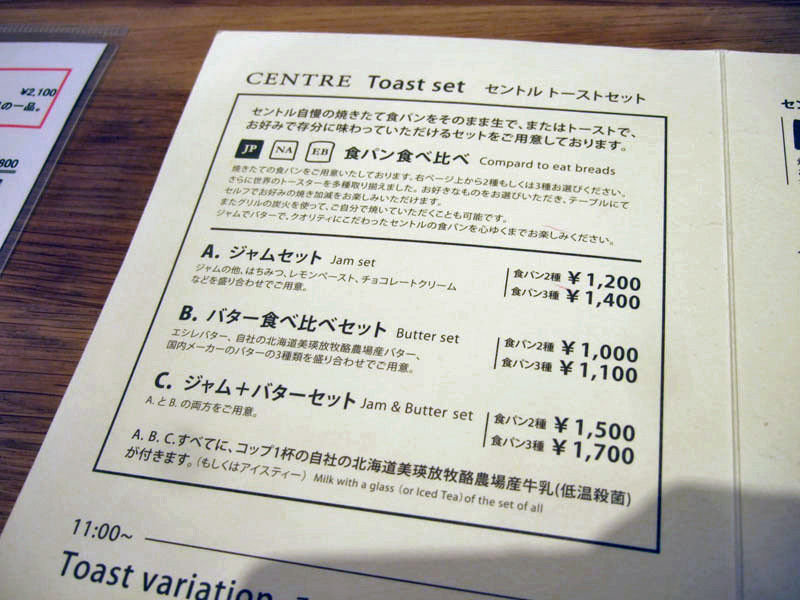 ¥2,100
の一品。
800
CENTRE Toast set セントル トーストセット
セントル自慢の焼きたて食パンをそのまま生で、またはトーストで、
お好みで存分に味わっていただけるセットをご用意しております。
JP NA EB 食パン食べ比べ Compard to eat breads
焼きたての食パンをご用意いたしております。右ページ上から2種もしくは3種お選びください。
さらに世界のトースターを多種取り揃えました。お好きなものをお選びいただき、テーブルにて
セルフでお好みの焼き加減をお楽しみいただけます。
またグリルの炭火を使って、ご自分で焼いていただくことも可能です。
ジャムでバターで、クオリティにこだわったセントルの食パンを心ゆくまでお楽しみください。
A. ジャムセット Jam set 食パン2種 ¥1,200
ジャムの他、はちみつ、レモンペースト、チョコレートクリーム
などを盛り合わせでご用意。 食パン3種 ¥1,400
B. バター食べ比べセット Butter set 食パン2種 ¥1,000
エシレバター、自社の北海道美瑛放牧酪農場産バター、
国内メーカーのバターの3種類を盛り合わせでご用意。 食パン3種 ¥1,100
C. ジャム+バターセット Jam & Butter set 食パン2種 ¥1,500
A. と B. の両方をご用意。 食パン3種 ¥1,700
A. B. C.すべてに、コップ1杯の自社の北海道美瑛放牧酪農場産牛乳(低温殺菌)
が付きます。(もしくはアイスティー) Milk with a glass (or Iced Tea) of the set of all
11:00~
Toast variation